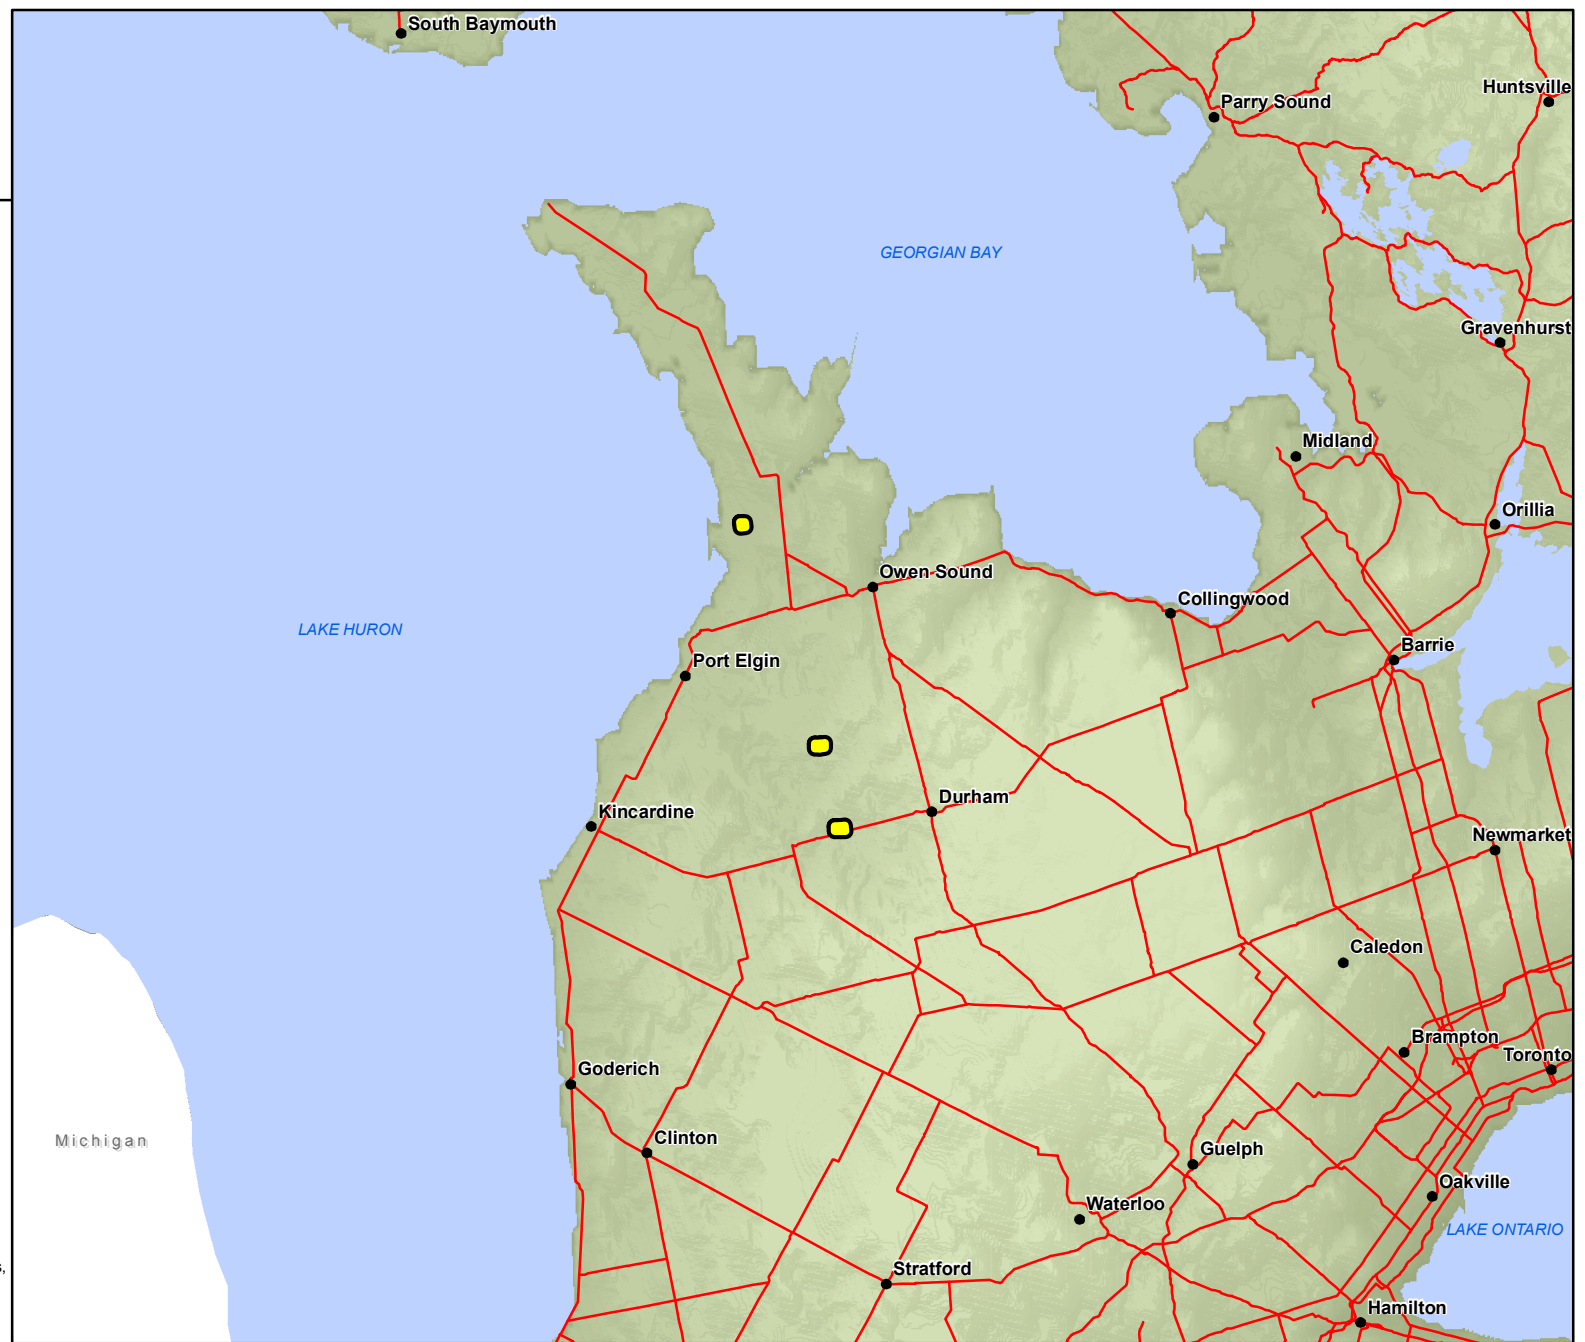 South Baymouth
Huntsville
Parry Sound
GEORGIAN BAY
Gravenhurst
Midland
Orillia
Owen Sound
Collingwood
LAKE HURON
Barrie
Port Elgin
Durham
Kincardine
Newmarket
Caledon
Brampton
Toronto
Goderich
Michigan
Clinton
Guelph
Oakville
Waterloo
LAKE ONTARIO
Stratford
Hamilton